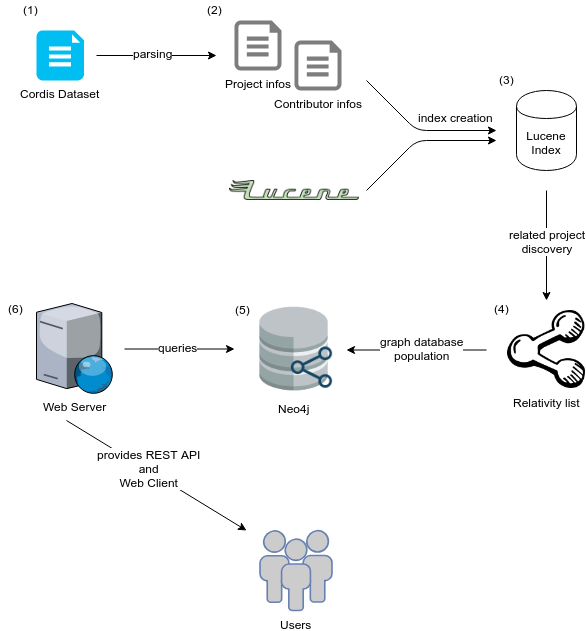 (1)
(2)
parsing
Cordis Dataset
Project infos
Contributor infos
(3)
index creation
Lucene
Index
Lucene
related project
discovery
(6)
(5)
(4)
queries
graph database
population
Web Server
Neo4j
Relativity list
provides REST API
and
Web Client
Users